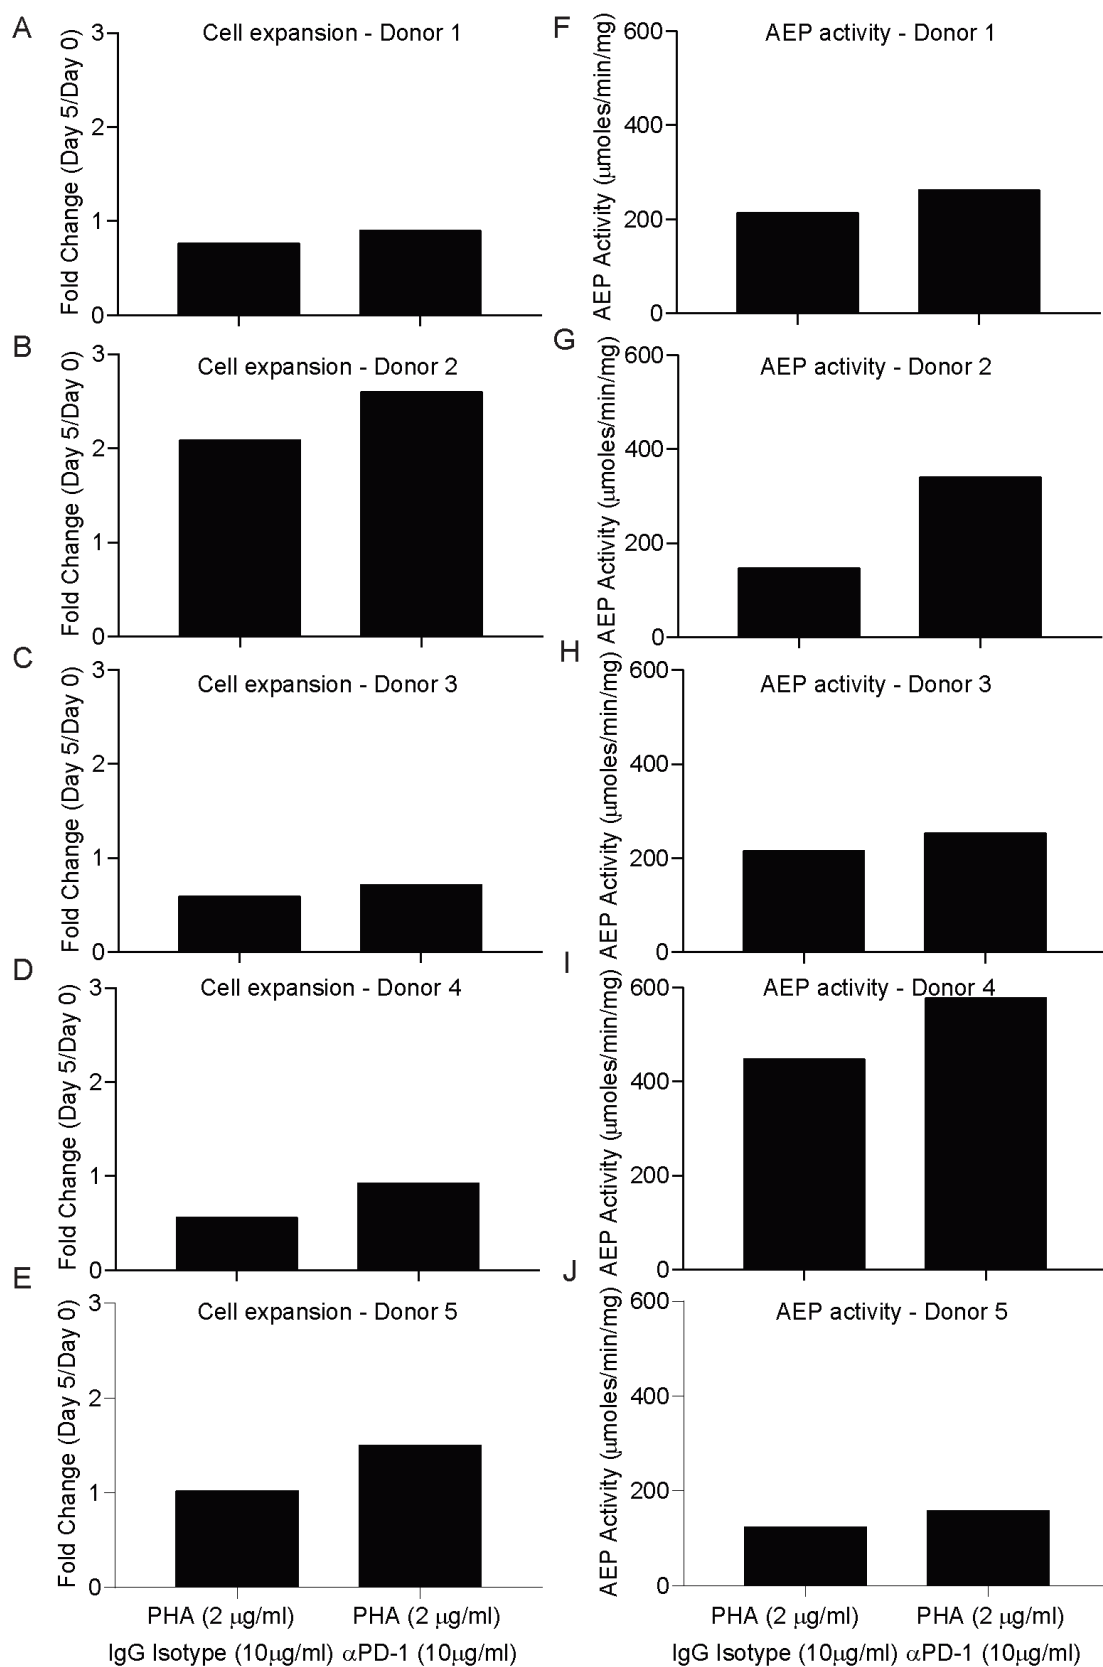 A
Cell expansion - Donor 1
Fold Change (Day 5/Day 0)
3
2
1
0
F
AEP activity - Donor 1
AEP Activity (μmoles/min/mg)
600
400
200
0
B
Cell expansion - Donor 2
Fold Change (Day 5/Day 0)
3
2
1
0
G
AEP activity - Donor 2
AEP Activity (μmoles/min/mg)
600
400
200
0
C
Cell expansion - Donor 3
Fold Change (Day 5/Day 0)
3
2
1
0
H
AEP activity - Donor 3
AEP Activity (μmoles/min/mg)
600
400
200
0
D
Cell expansion - Donor 4
Fold Change (Day 5/Day 0)
3
2
1
0
I
AEP activity - Donor 4
AEP Activity (μmoles/min/mg)
600
400
200
0
E
Cell expansion - Donor 5
Fold Change (Day 5/Day 0)
3
2
1
0
PHA (2 μg/ml) PHA (2 μg/ml)
IgG Isotype (10μg/ml) αPD-1 (10μg/ml)
J
AEP activity - Donor 5
AEP Activity (μmoles/min/mg)
600
400
200
0
PHA (2 μg/ml) PHA (2 μg/ml)
IgG Isotype (10μg/ml) αPD-1 (10μg/ml)